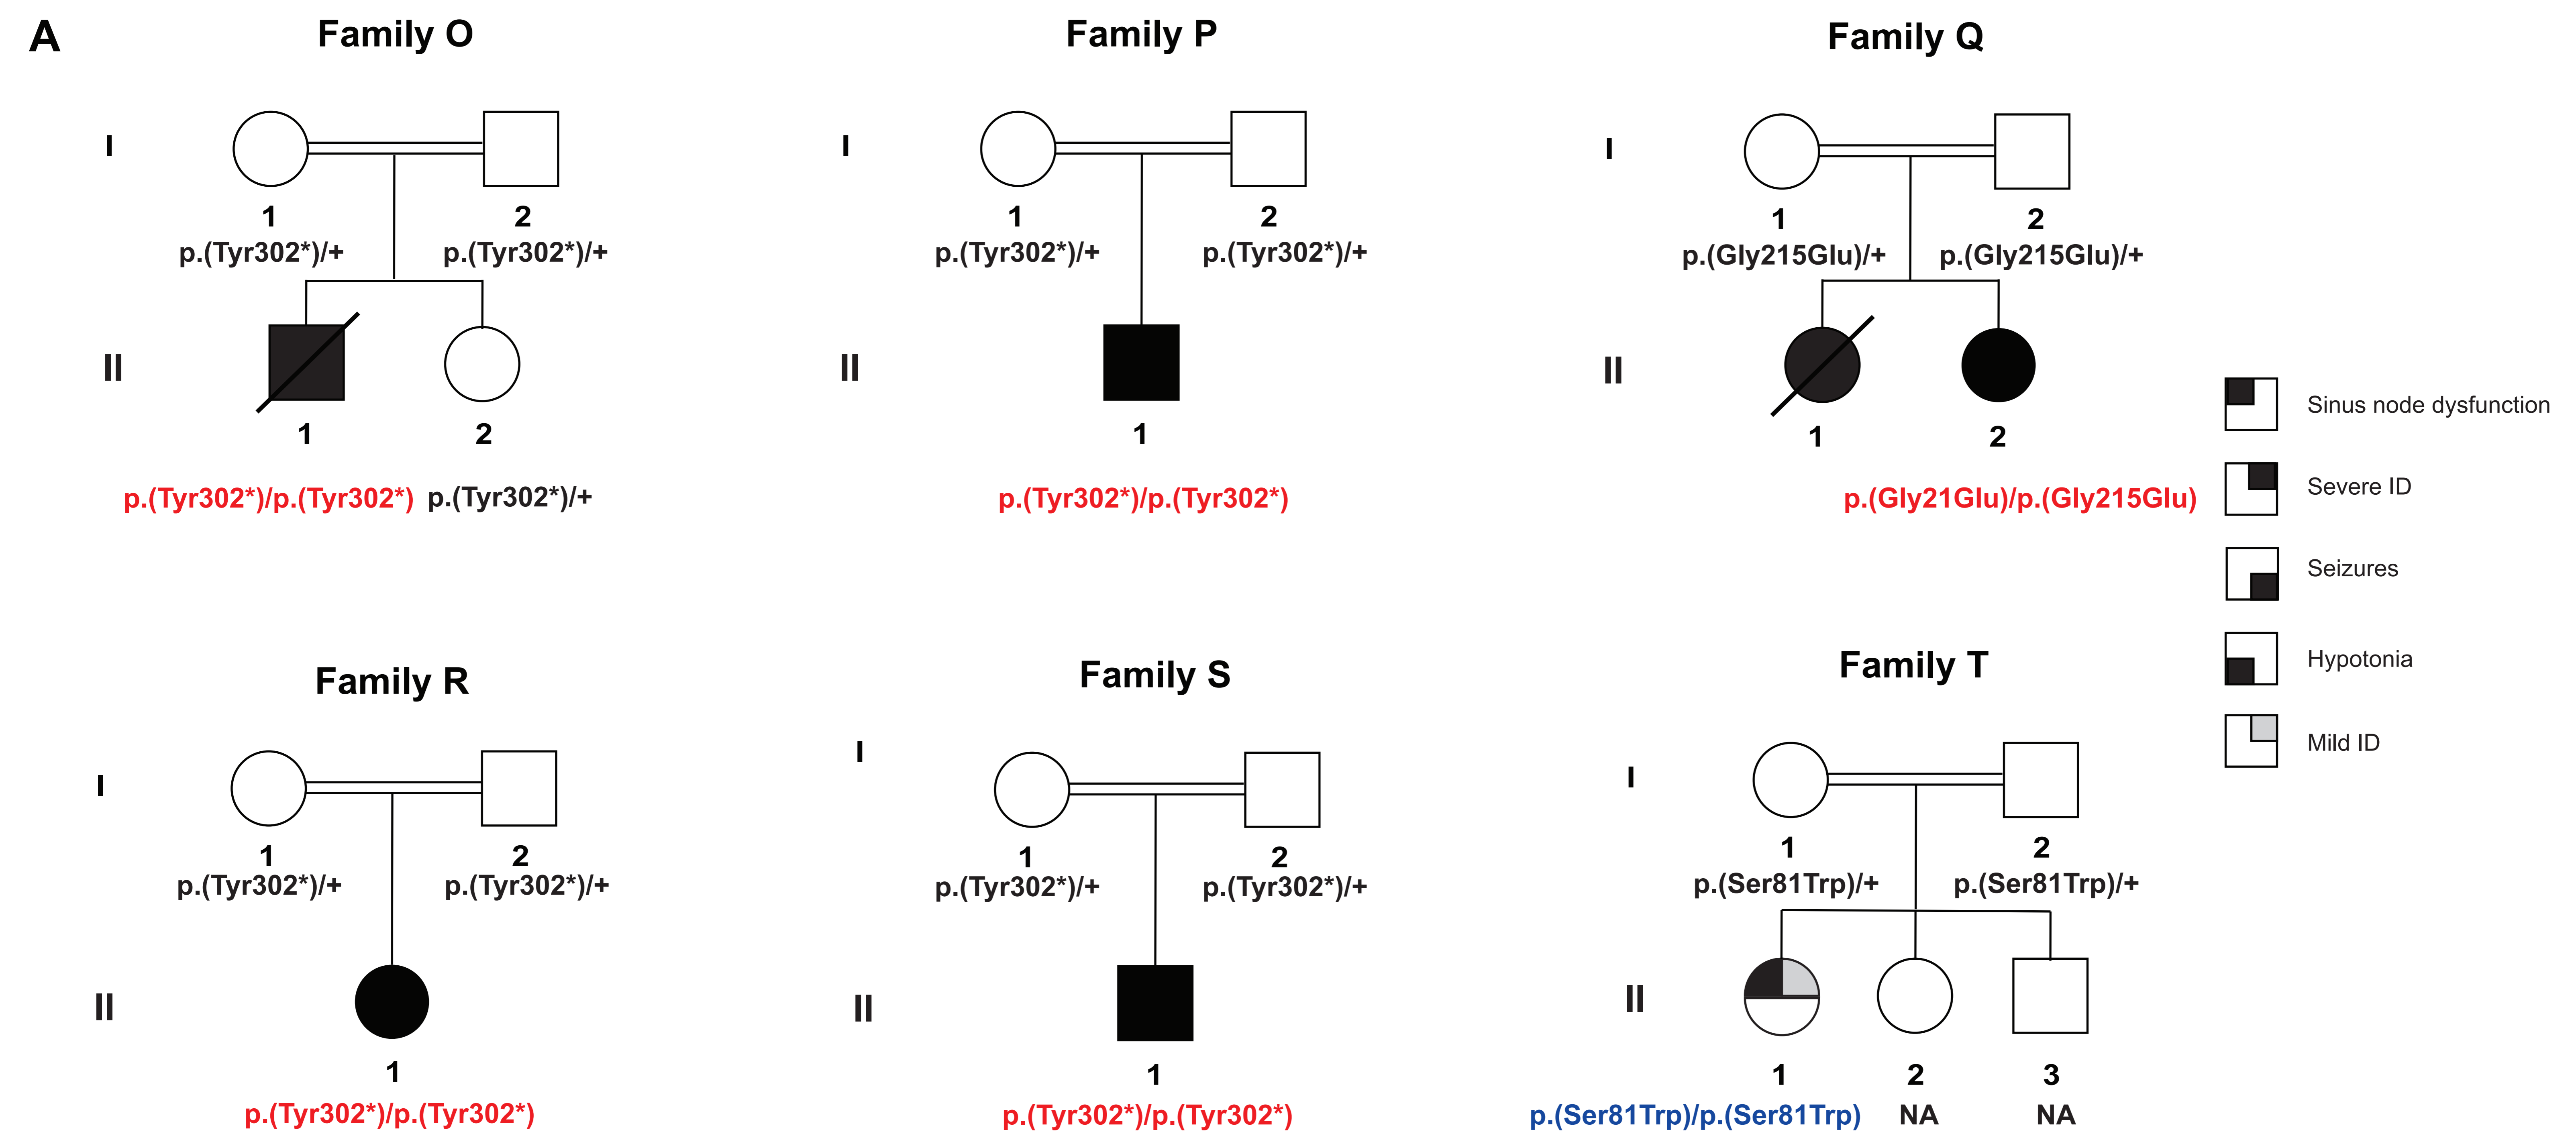 A
Family O
I
1
2
p.(Tyr302*)/+
p.(Tyr302*)/+
II
1
2
p.(Tyr302*)/p.(Tyr302*)
p.(Tyr302*)/+
Family P
I
1
2
p.(Tyr302*)/+
p.(Tyr302*)/+
II
1
p.(Tyr302*)/p.(Tyr302*)
Family Q
I
1
2
p.(Gly215Glu)/+
p.(Gly215Glu)/+
II
1
2
p.(Gly21Glu)/p.(Gly215Glu)
Sinus node dysfunction
Severe ID
Seizures
Hypotonia
Mild ID
Family R
I
1
2
p.(Tyr302*)/+
p.(Tyr302*)/+
II
1
p.(Tyr302*)/p.(Tyr302*)
Family S
I
1
2
p.(Tyr302*)/+
p.(Tyr302*)/+
II
1
p.(Tyr302*)/p.(Tyr302*)
Family T
I
1
2
p.(Ser81Trp)/+
p.(Ser81Trp)/+
II
1
2
3
p.(Ser81Trp)/p.(Ser81Trp)
NA
NA